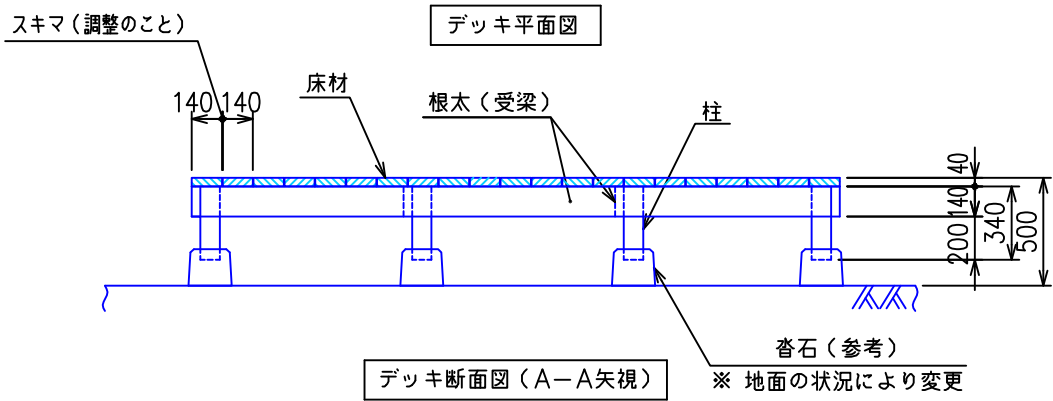 デッキ平面図
スキマ(調整のこと)
140 140
床材
根太(受梁)
柱
40
140
200
340
500
沓石(参考)
※ 地面の状況により変更
デッキ断面図(A-A矢視)